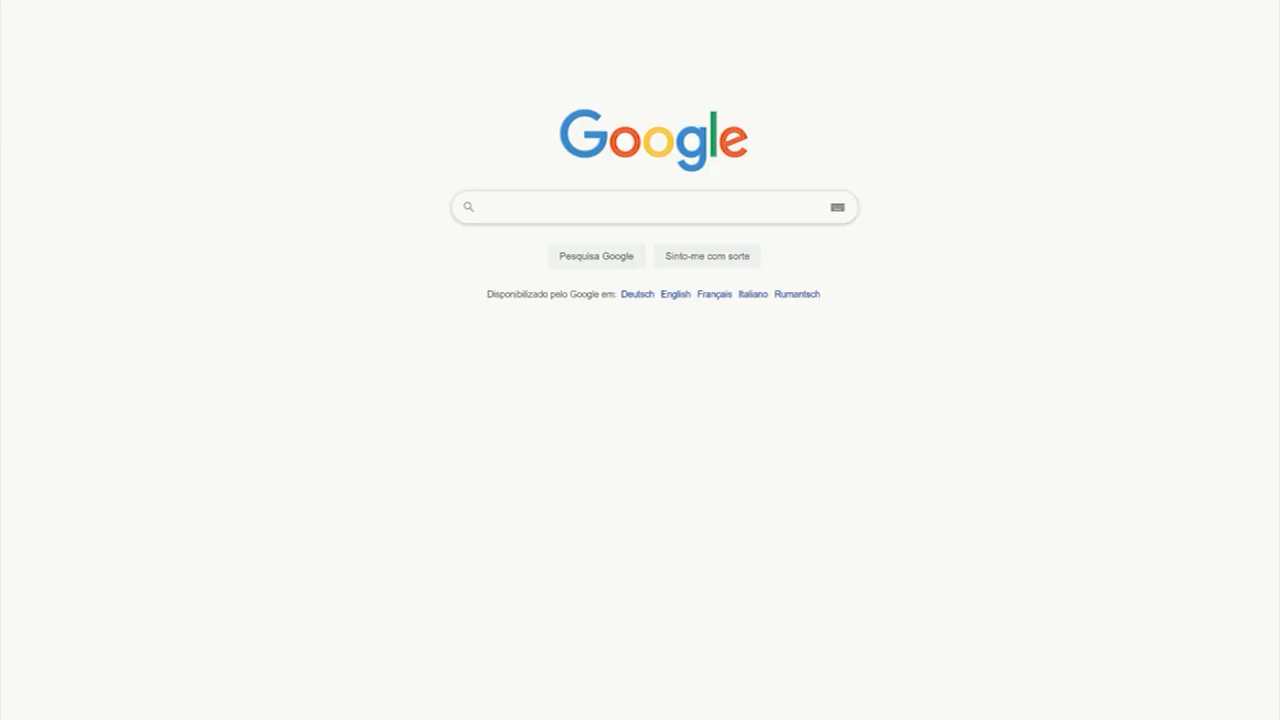 Google
Pesquisa Google Sinto-me com sorte
Disponibilizado pelo Google em: Deutsch English Français Italiano Rumantsch